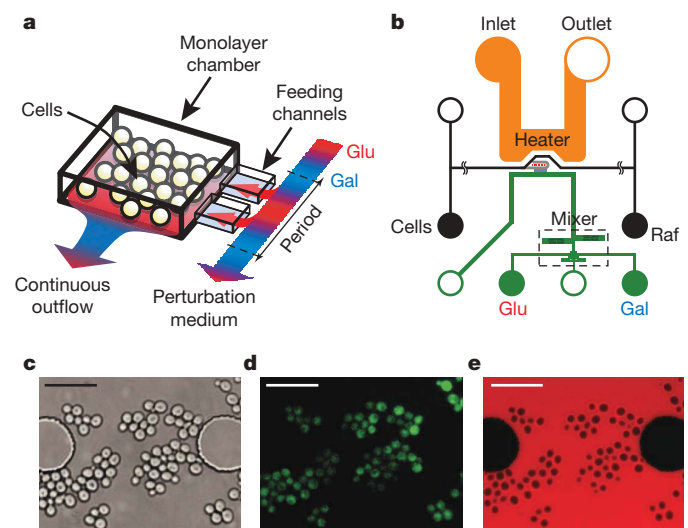 a
Monolayer
chamber
Cells
Feeding
channels
Glu
Gal
Period
Continuous
outflow
Perturbation
medium
b
Inlet
Outlet
Heater
Cells
Mixer
Raf
Glu
Gal
c
d
e